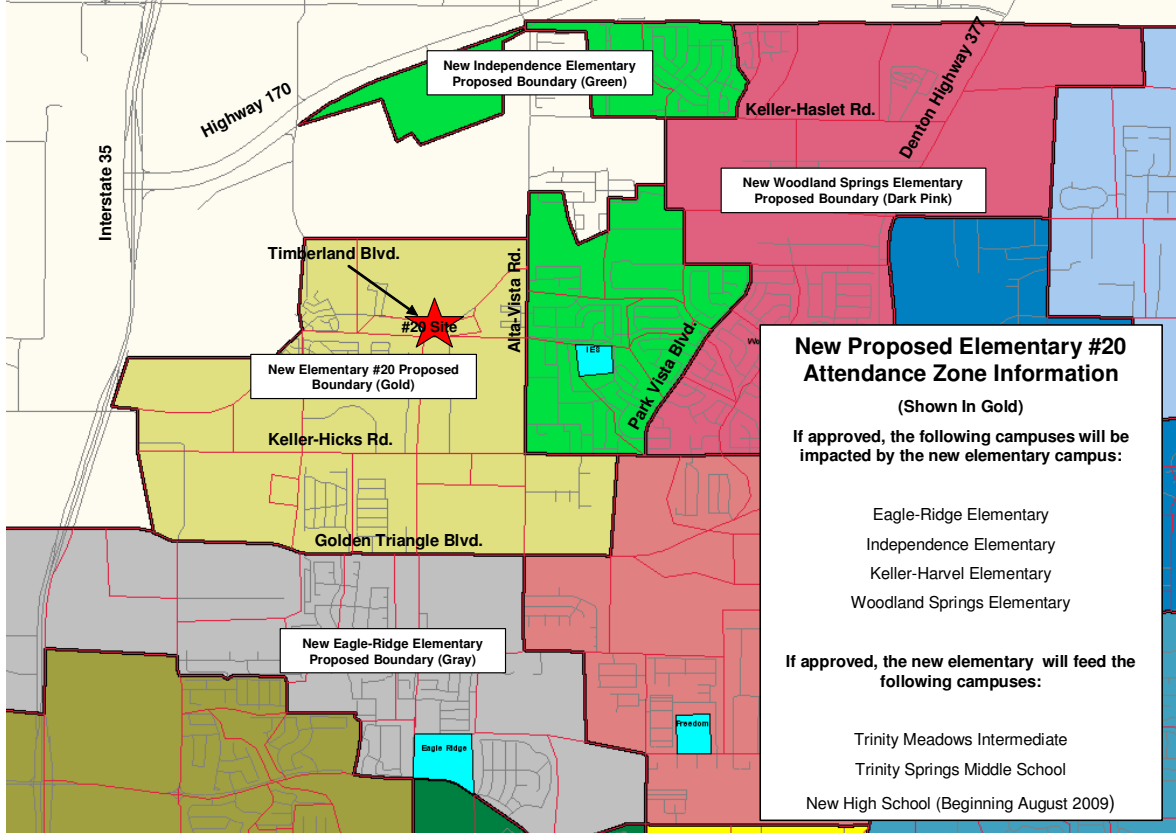 Denton Highway 377
New Independence Elementary
Proposed Boundary (Green)
Highway 170
Keller-Haslet Rd.
Interstate 35
New Woodland Springs Elementary
Proposed Boundary (Dark Pink)
Timberland Blvd.
Alta-Vista Rd.
#20 Site
New Elementary #20 Proposed
Boundary (Gold)
Park Vista Blvd.
Keller-Hicks Rd.
Golden Triangle Blvd.
New Eagle-Ridge Elementary
Proposed Boundary (Gray)
Eagle Ridge
Freedom
New Proposed Elementary #20
Attendance Zone Information
(Shown In Gold)
If approved, the following campuses will be
impacted by the new elementary campus:
Eagle-Ridge Elementary
Independence Elementary
Keller-Harvel Elementary
Woodland Springs Elementary
If approved, the new elementary will feed the
following campuses:
Trinity Meadows Intermediate
Trinity Springs Middle School
New High School (Beginning August 2009)